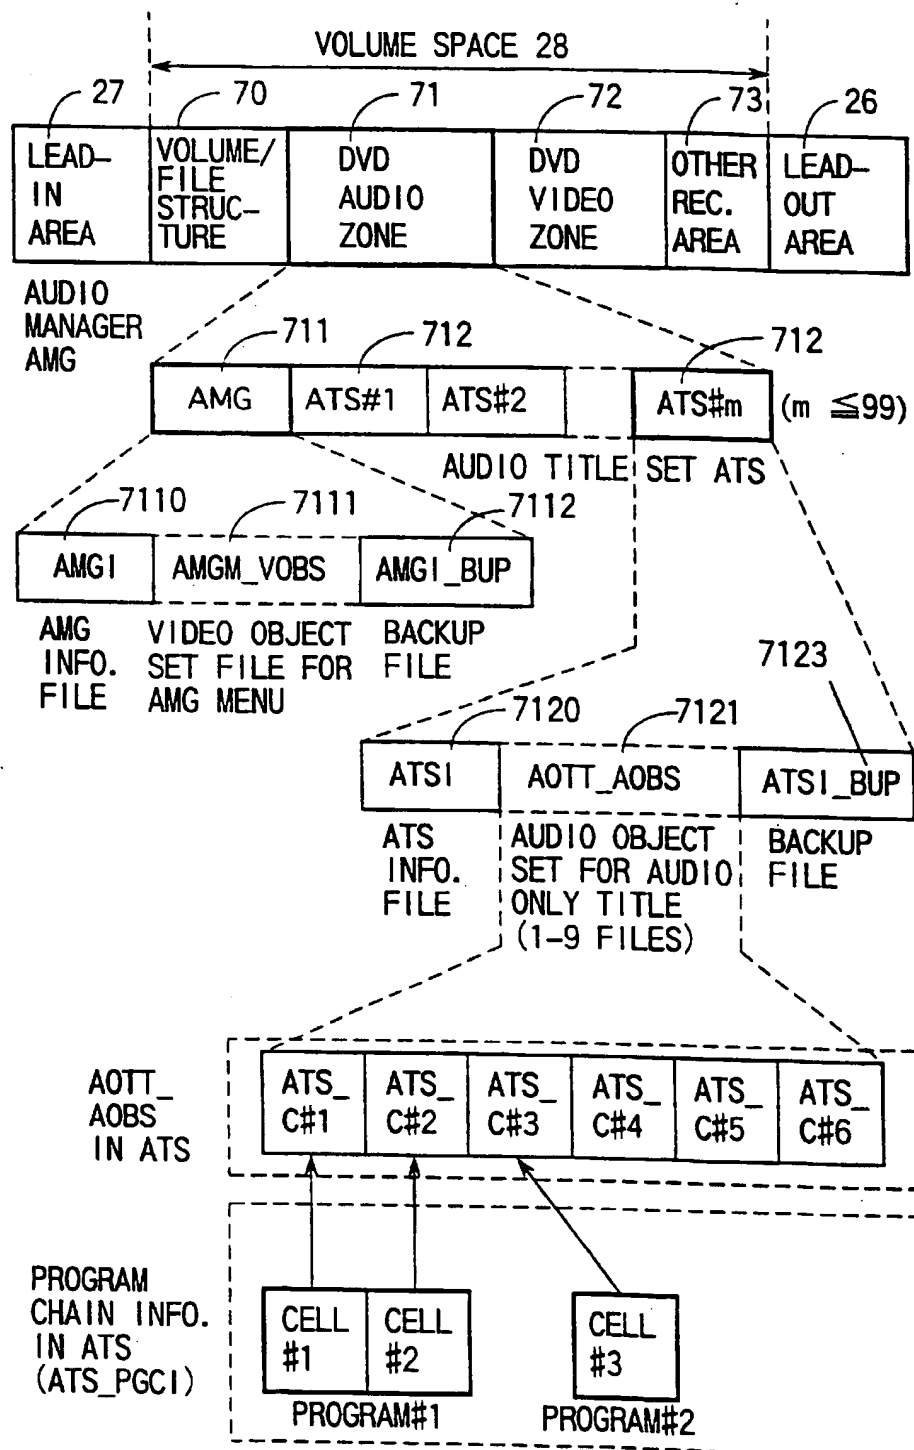 VOLUME SPACE 28
27
70
71
72
73
26
LEAD-
IN
AREA
VOLUME/
FILE
STRUC-
TURE
DVD
AUDIO
ZONE
DVD
VIDEO
ZONE
OTHER
REC.
AREA
LEAD-
OUT
AREA
AUDIO
MANAGER
AMG
711
712
712
AMG
ATS#1
ATS#2
ATS#m
(m ≦99)
AUDIO TITLE SET ATS
7110
7111
7112
AMGI
AMGM_VOBS
AMGI_BUP
AMG
INFO.
FILE
VIDEO OBJECT
SET FILE FOR
AMG MENU
BACKUP
FILE
7120
7121
7123
ATSI
AOTT_AOBS
ATSI_BUP
ATS
INFO.
FILE
AUDIO OBJECT
SET FOR AUDIO
ONLY TITLE
(1-9 FILES)
BACKUP
FILE
AOTT_
AOBS
IN ATS
ATS_
C#1
ATS_
C#2
ATS_
C#3
ATS_
C#4
ATS_
C#5
ATS_
C#6
PROGRAM
CHAIN INFO.
IN ATS
(ATS_PGCI)
CELL
#1
CELL
#2
CELL
#3
PROGRAM#1
PROGRAM#2